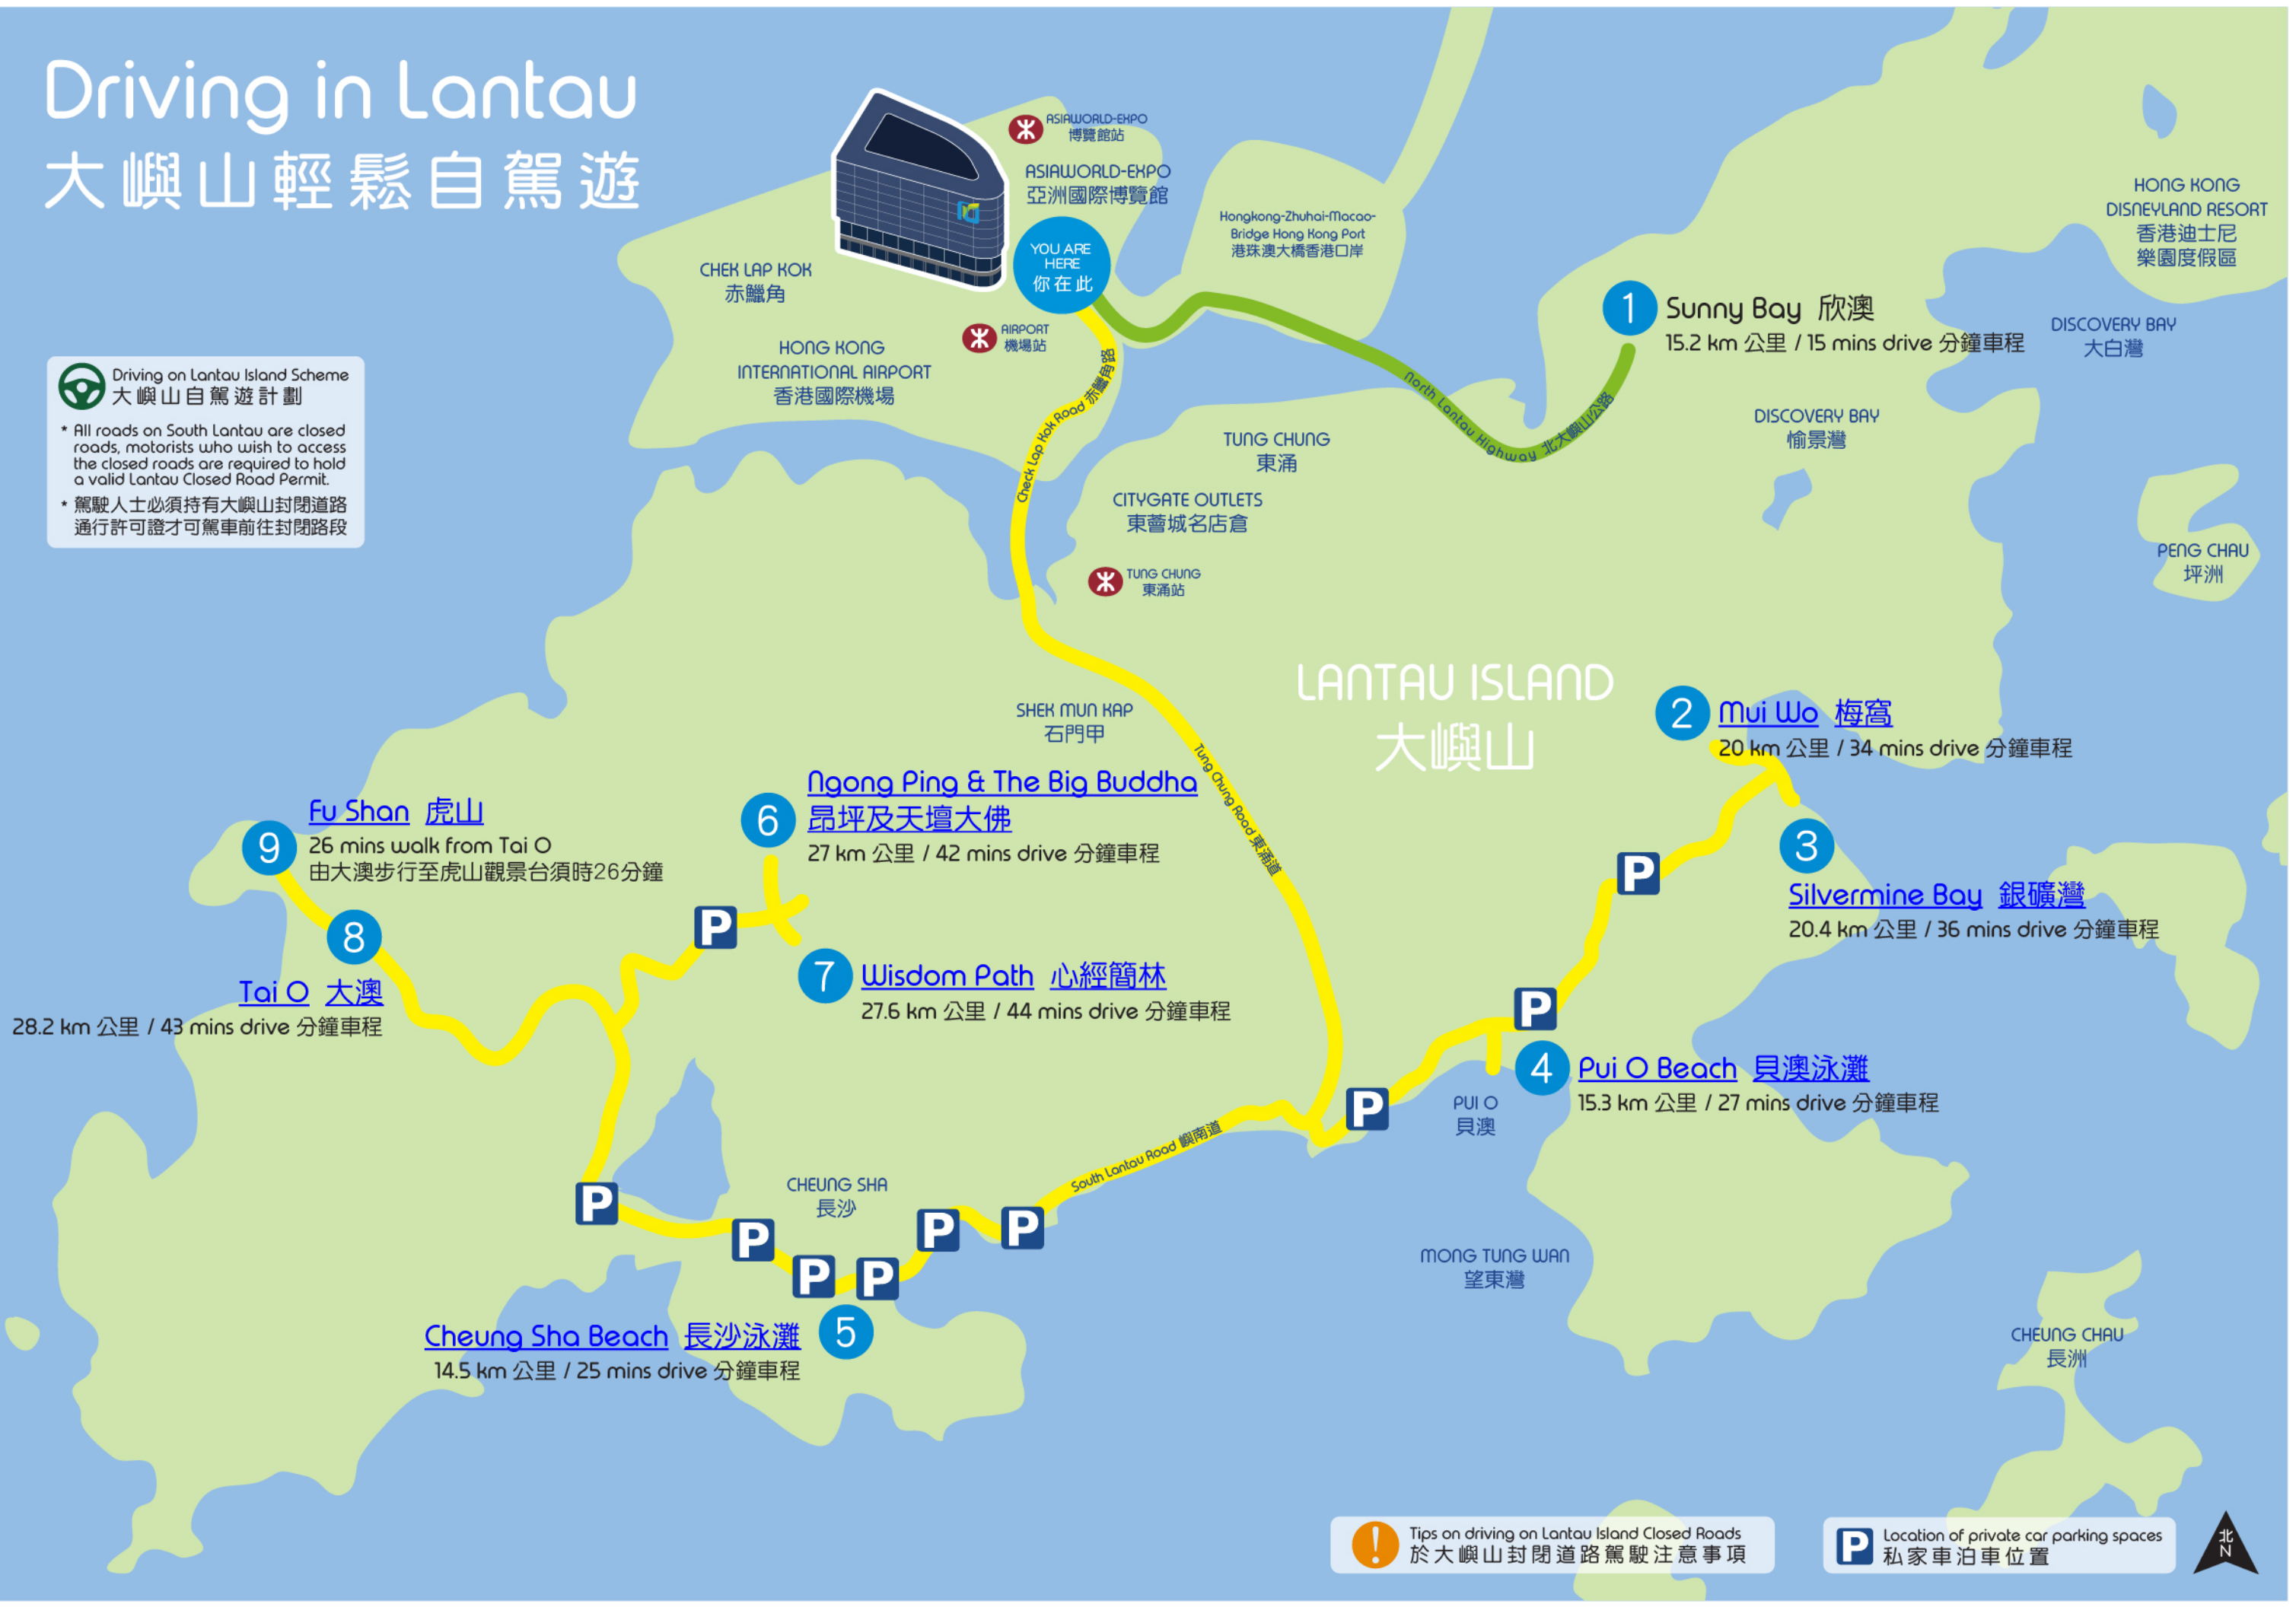 Driving in Lantau
大嶼山輕鬆自駕遊
Driving on Lantau Island Scheme
大嶼山自駕遊計劃
* All roads on South Lantau are closed
roads, motorists who wish to access
the closed roads are required to hold
a valid Lantau Closed Road Permit.
* 駕駛人士必須持有大嶼山封閉道路
通行許可證才可駕車前往封閉路段
ASIAWORLD-EXPO
博覽館站
ASIAWORLD-EXPO
亞洲國際博覽館
YOU ARE
HERE
你在此
Hongkong-Zhuhai-Macao-
Bridge Hong Kong Port
港珠澳大橋香港口岸
CHEK LAP KOK
赤鱲角
AIRPORT
機場站
HONG KONG
INTERNATIONAL AIRPORT
香港國際機場
Check Lap Kok Road 赤鱲角路
North Lantau Highway 北大嶼山公路
1
Sunny Bay 欣澳
15.2 km 公里 / 15 mins drive 分鐘車程
HONG KONG
DISNEYLAND RESORT
香港迪士尼
樂園度假區
DISCOVERY BAY
大白灣
DISCOVERY BAY
愉景灣
TUNG CHUNG
東涌
CITYGATE OUTLETS
東薈城名店倉
TUNG CHUNG
東涌站
PENG CHAU
坪洲
LANTAU ISLAND
大嶼山
SHEK MUN KAP
石門甲
Tung Chung Road 東涌道
2
Mui Wo 梅窩
20 km 公里 / 34 mins drive 分鐘車程
3
Silvermine Bay 銀礦灣
20.4 km 公里 / 36 mins drive 分鐘車程
P
P
4
Pui O Beach 貝澳泳灘
15.3 km 公里 / 27 mins drive 分鐘車程
PUI O
貝澳
P
6
Ngong Ping & The Big Buddha
昂坪及天壇大佛
27 km 公里 / 42 mins drive 分鐘車程
P
7
Wisdom Path 心經簡林
27.6 km 公里 / 44 mins drive 分鐘車程
9
Fu Shan 虎山
26 mins walk from Tai O
由大澳步行至虎山觀景台須時26分鐘
8
Tai O 大澳
28.2 km 公里 / 43 mins drive 分鐘車程
South Lantau Road 嶼南道
CHEUNG SHA
長沙
P
P
P
P
P
P
5
Cheung Sha Beach 長沙泳灘
14.5 km 公里 / 25 mins drive 分鐘車程
MONG TUNG WAN
望東灣
CHEUNG CHAU
長洲
!
Tips on driving on Lantau Island Closed Roads
於大嶼山封閉道路駕駛注意事項
P
Location of private car parking spaces
私家車泊車位置
北
N